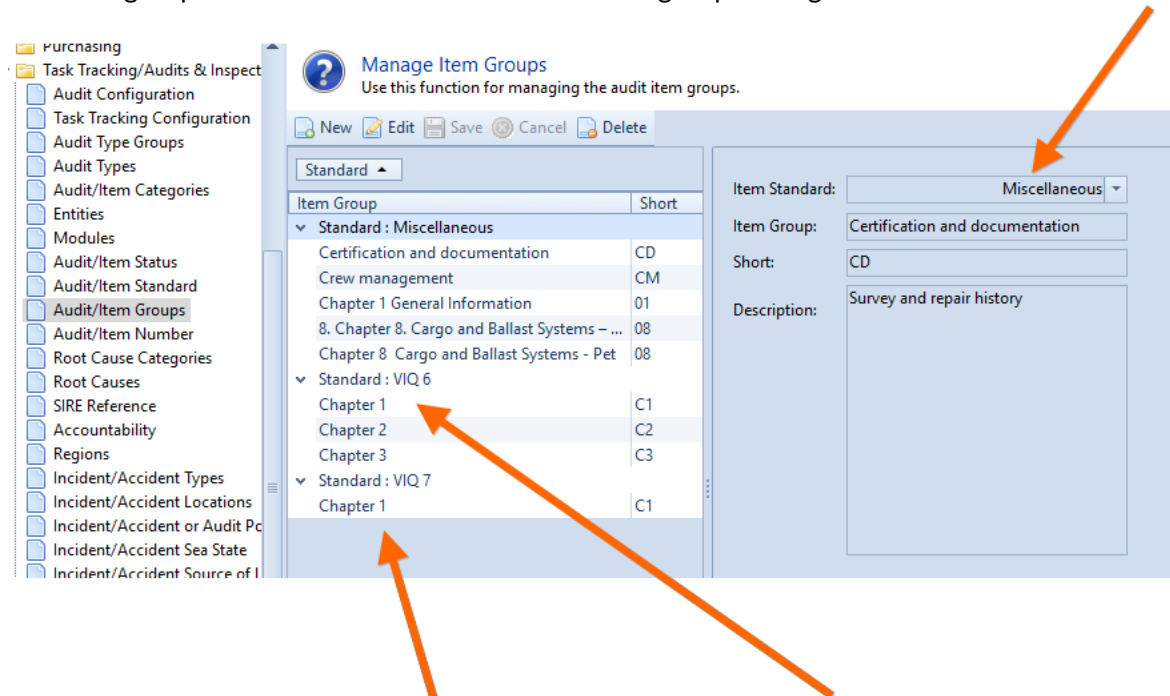 Purchasing
Task Tracking/Audits & Inspect
Audit Configuration
Task Tracking Configuration
Audit Type Groups
Audit Types
Audit/Item Categories
Entities
Modules
Audit/Item Status
Audit/Item Standard
Audit/Item Groups
Audit/Item Number
Root Cause Categories
Root Causes
SIRE Reference
Accountability
Regions
Incident/Accident Types
Incident/Accident Locations
Incident/Accident or Audit Po
Incident/Accident Sea State
Incident/Accident Source of I
Manage Item Groups
Use this function for managing the audit item groups.
New Edit Save Cancel Delete
Standard
Item Group Short
Standard : Miscellaneous
Certification and documentation CD
Crew management CM
Chapter 1 General Information 01
8. Chapter 8. Cargo and Ballast Systems – ... 08
Chapter 8 Cargo and Ballast Systems - Pet 08
Standard : VIQ 6
Chapter 1 C1
Chapter 2 C2
Chapter 3 C3
Standard : VIQ 7
Chapter 1 C1
Item Standard: Miscellaneous
Item Group: Certification and documentation
Short: CD
Description: Survey and repair history